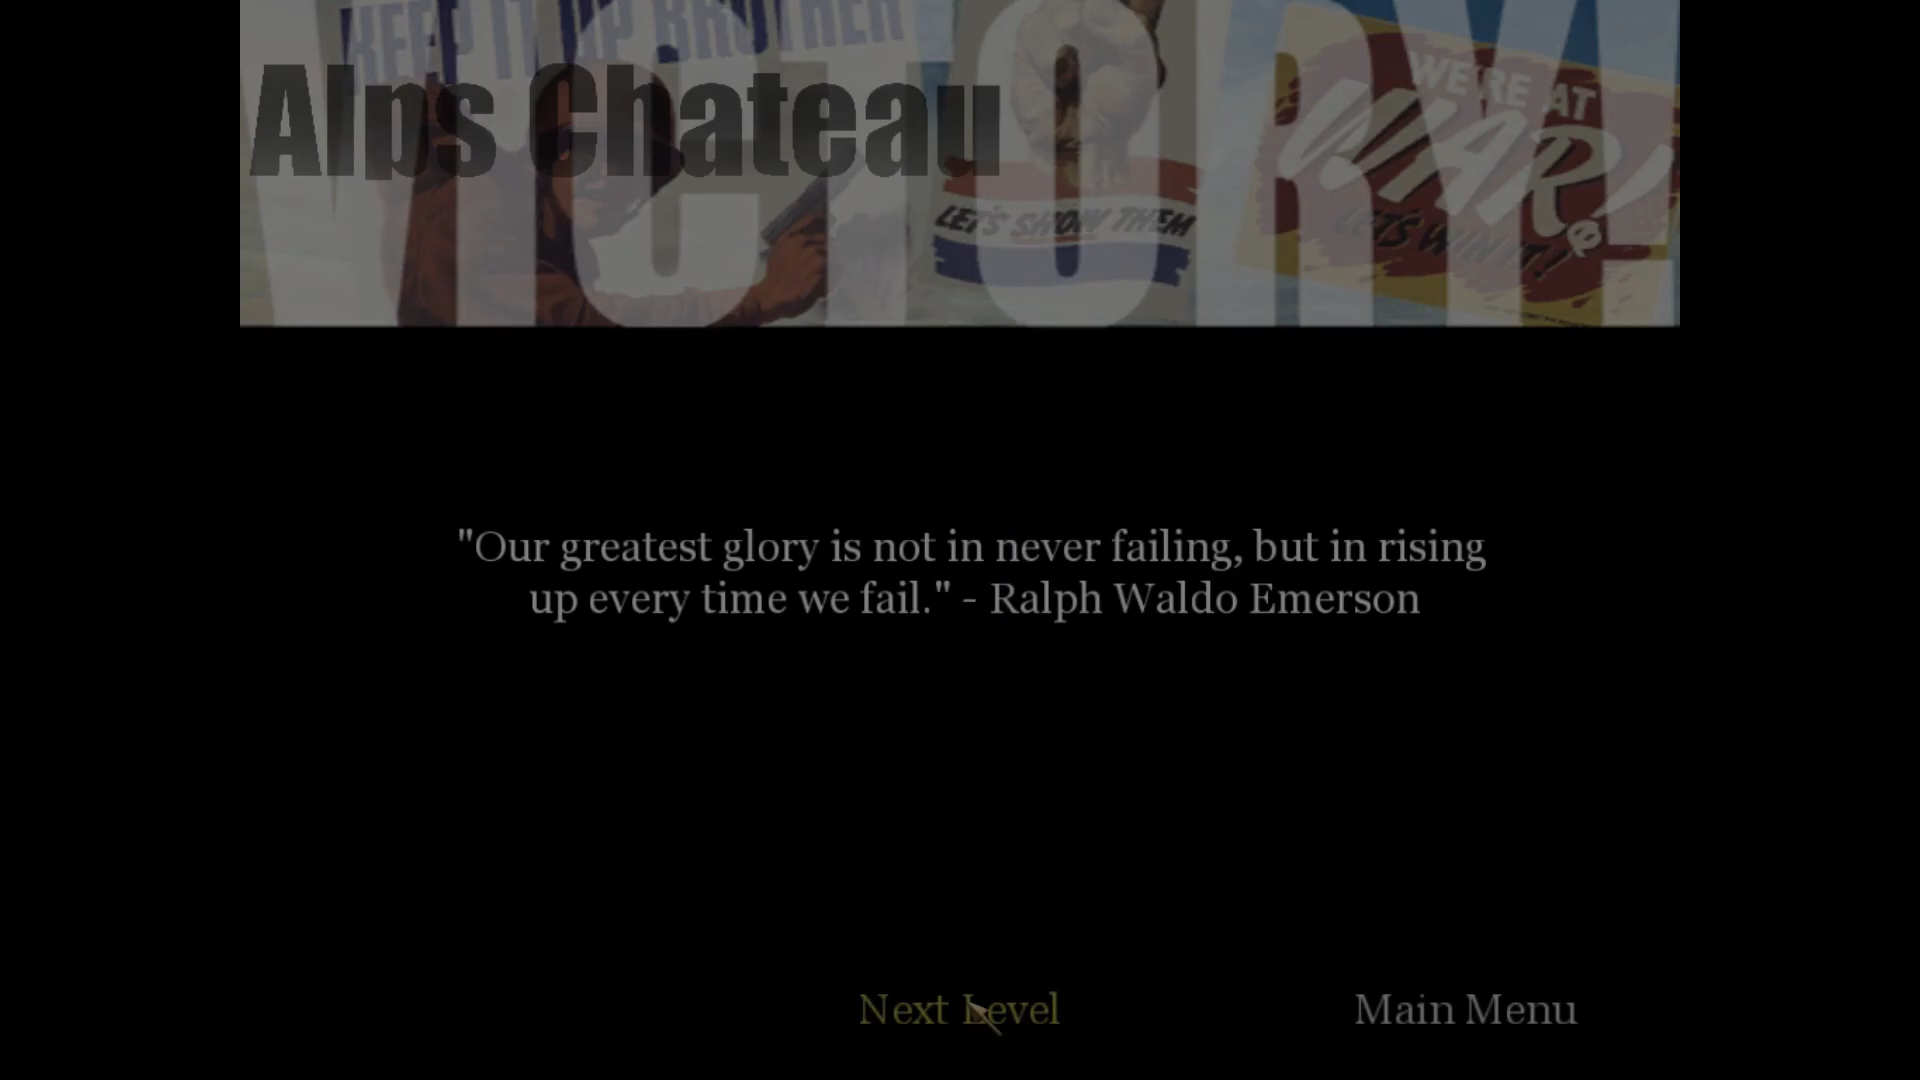 KEEP IT UP BROTHER
VICTORY!
Alps Chateau
WE'RE AT
WAR!
LET'S SHOW THEM
LET'S WIN IT!
"Our greatest glory is not in never failing, but in rising
up every time we fail." - Ralph Waldo Emerson
Next Level
Main Menu